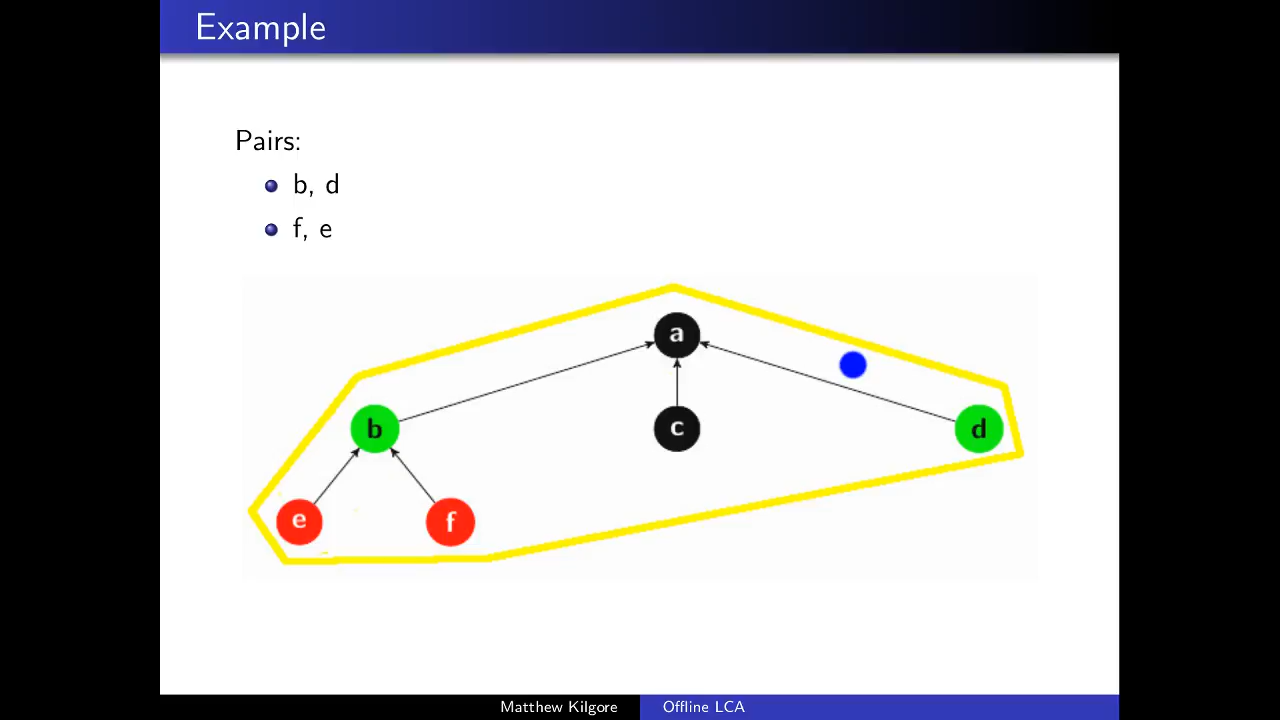 Example
Pairs:
b, d
f, e
a
b
c
d
e
f
Matthew Kilgore
Offline LCA